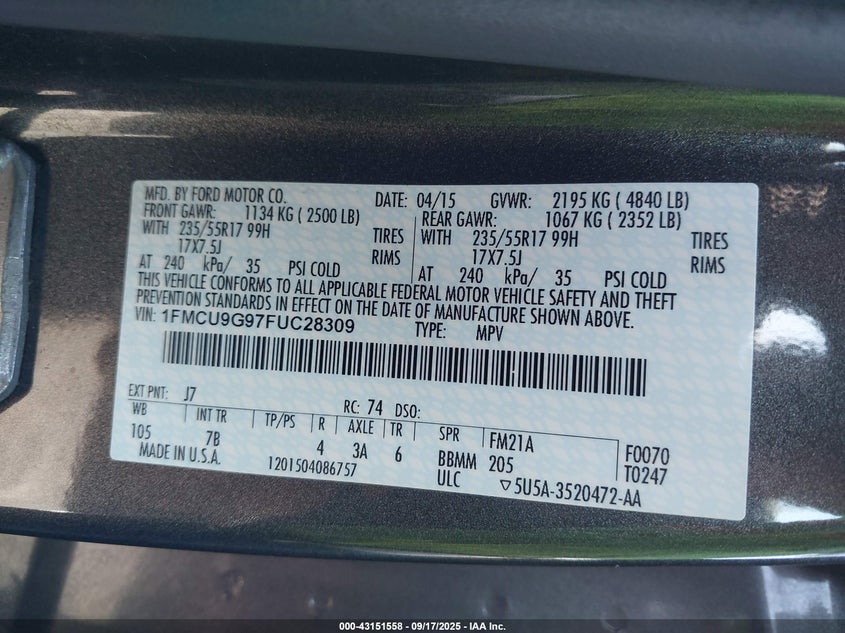 MFD. BY FORD MOTOR CO. DATE: 04/15 GVWR: 2195 KG ( 4840 LB)
FRONT GAWR: 1134 KG ( 2500 LB) REAR GAWR: 1067 KG ( 2352 LB)
WITH 235/55R17 99H TIRES WITH 235/55R17 99H TIRES
17X7.5J RIMS 17X7.5J RIMS
AT 240 kPa/ 35 PSI COLD AT 240 kPa/ 35 PSI COLD
THIS VEHICLE CONFORMS TO ALL APPLICABLE FEDERAL MOTOR VEHICLE SAFETY AND THEFT
PREVENTION STANDARDS IN EFFECT ON THE DATE OF MANUFACTURE SHOWN ABOVE.
VIN: 1FMCU9G97FUC28309 TYPE: MPV
EXT PNT: J7 RC: 74 DSO:
WB INT TR TP/PS R AXLE TR SPR FM21A F0070
105 7B 4 3A 6 BBMM 205 T0247
MADE IN U.S.A. 1201504086757 ULC ▽5U5A-3520472-AA
000-43151558 - 09/17/2025 - IAA Inc.